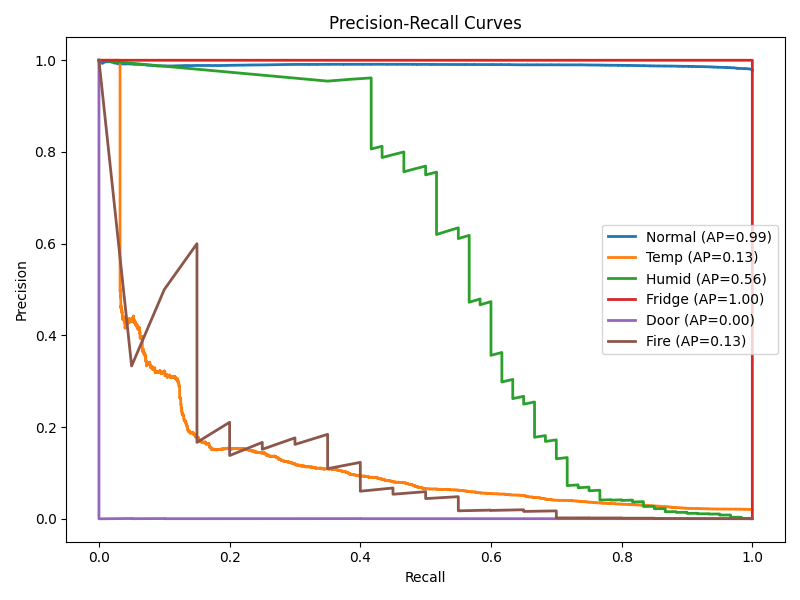 Precision-Recall Curves
1.0
0.8
0.6
0.4
0.2
0.0
Precision
Normal (AP=0.99)
Temp (AP=0.13)
Humid (AP=0.56)
Fridge (AP=1.00)
Door (AP=0.00)
Fire (AP=0.13)
0.0 0.2 0.4 0.6 0.8 1.0
Recall